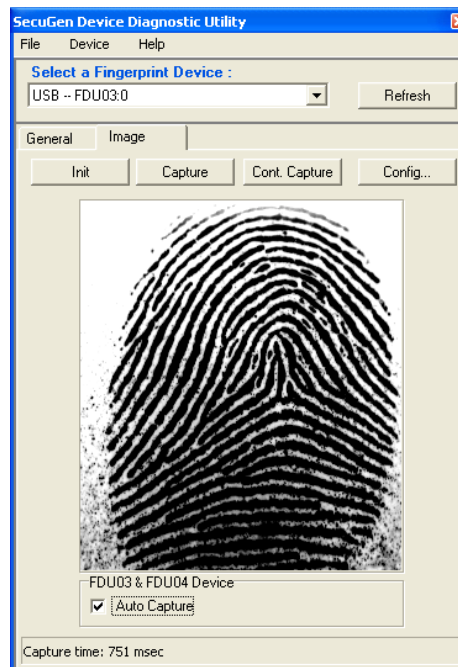 SecuGen Device Diagnostic Utility
File Device Help
Select a Fingerprint Device :
USB -- FDU03:0
Refresh
General Image
Init Capture Cont. Capture Config...
FDU03 & FDU04 Device
Auto Capture
Capture time: 751 msec